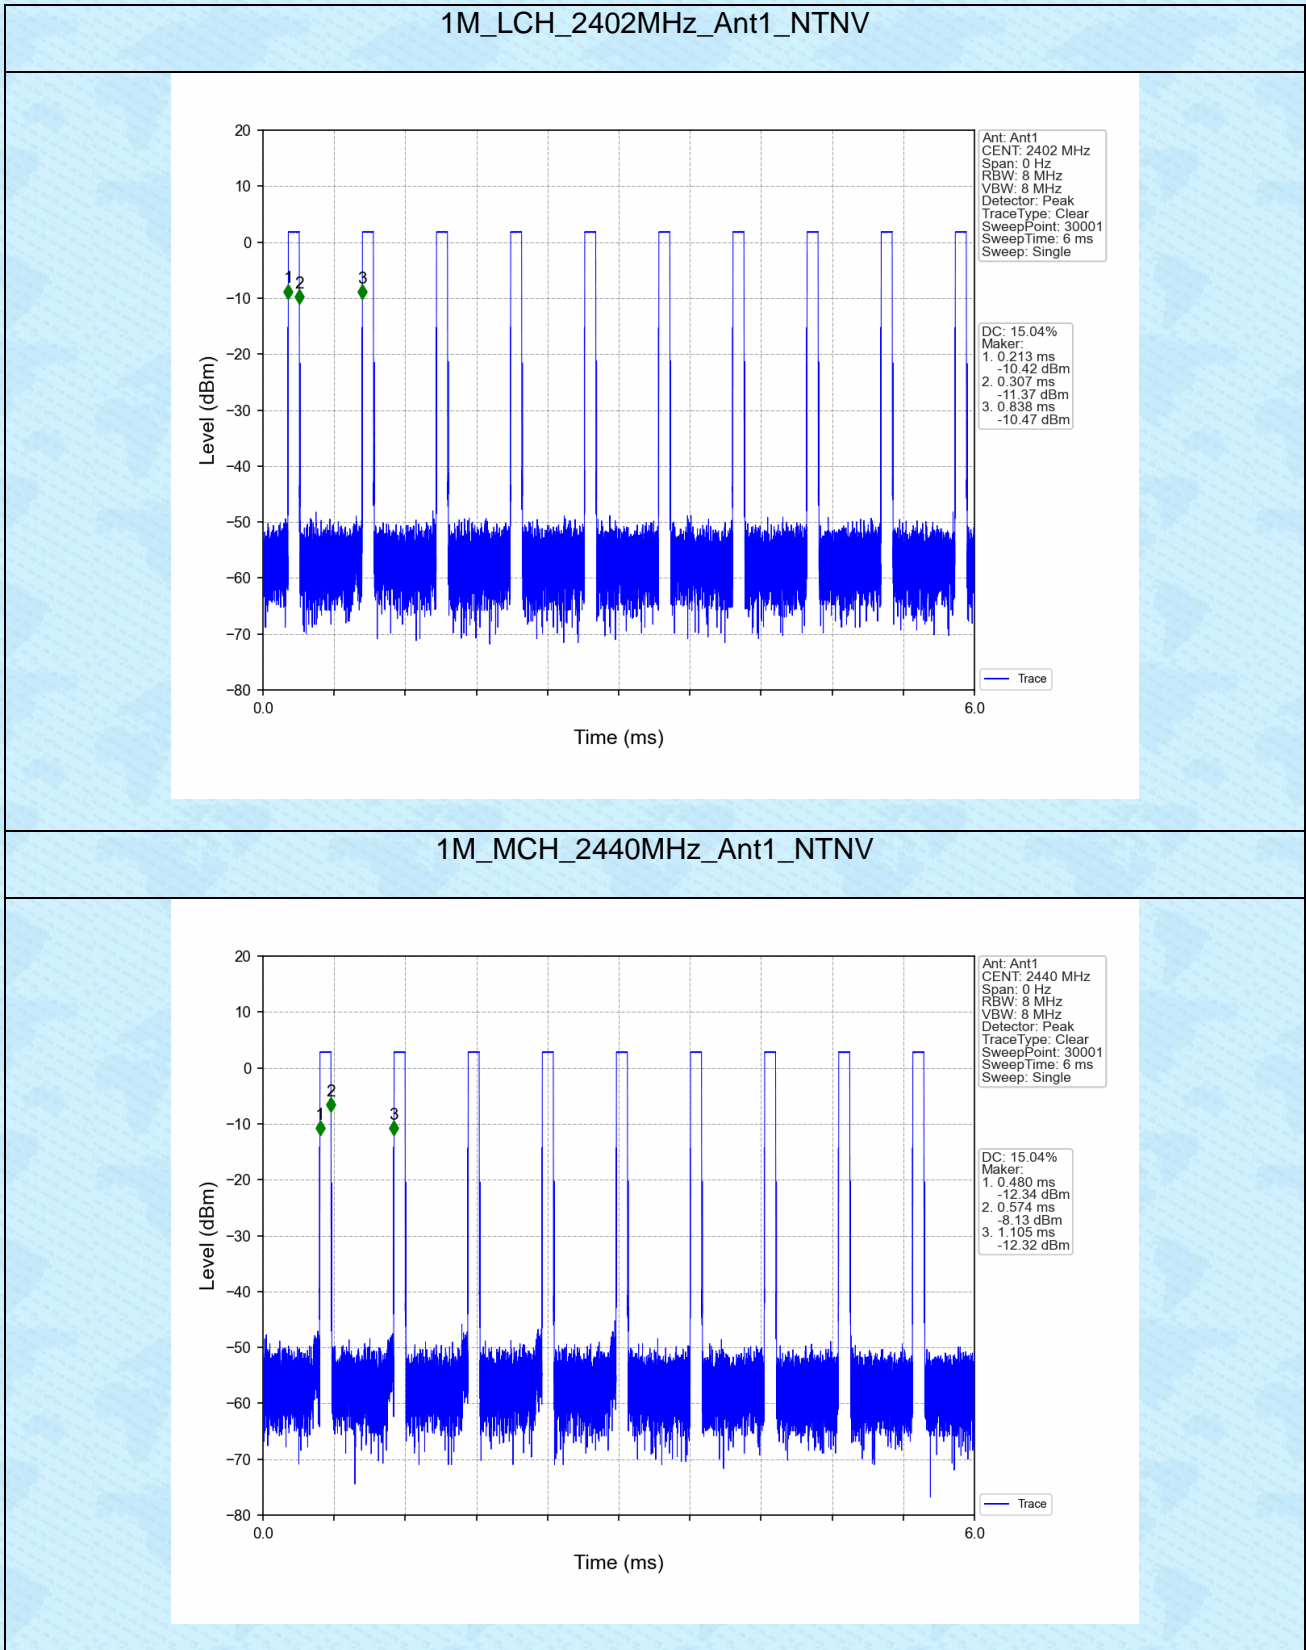 1M_LCH_2402MHz_Ant1_NTNV
20
10
0
−10
−20
−30
−40
−50
−60
−70
−80
Level (dBm)
1
2
3
0.0
6.0
Time (ms)
Ant: Ant1
CENT: 2402 MHz
Span: 0 Hz
RBW: 8 MHz
VBW: 8 MHz
Detector: Peak
TraceType: Clear
SweepPoint: 30001
SweepTime: 6 ms
Sweep: Single
DC: 15.04%
Maker:
1. 0.213 ms
-10.42 dBm
2. 0.307 ms
-11.37 dBm
3. 0.838 ms
-10.47 dBm
Trace
1M_MCH_2440MHz_Ant1_NTNV
20
10
0
−10
−20
−30
−40
−50
−60
−70
−80
Level (dBm)
1
2
3
0.0
6.0
Time (ms)
Ant: Ant1
CENT: 2440 MHz
Span: 0 Hz
RBW: 8 MHz
VBW: 8 MHz
Detector: Peak
TraceType: Clear
SweepPoint: 30001
SweepTime: 6 ms
Sweep: Single
DC: 15.04%
Maker:
1. 0.480 ms
-12.34 dBm
2. 0.574 ms
-8.13 dBm
3. 1.105 ms
-12.32 dBm
Trace